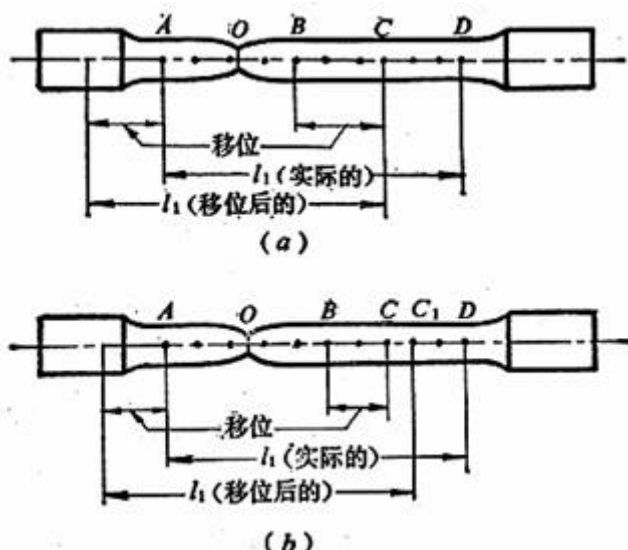 A O B C D
移位
l₁(实际的)
l₁(移位后的)
(a)
A O B C C₁ D
移位
l₁(实际的)
l₁(移位后的)
(b)